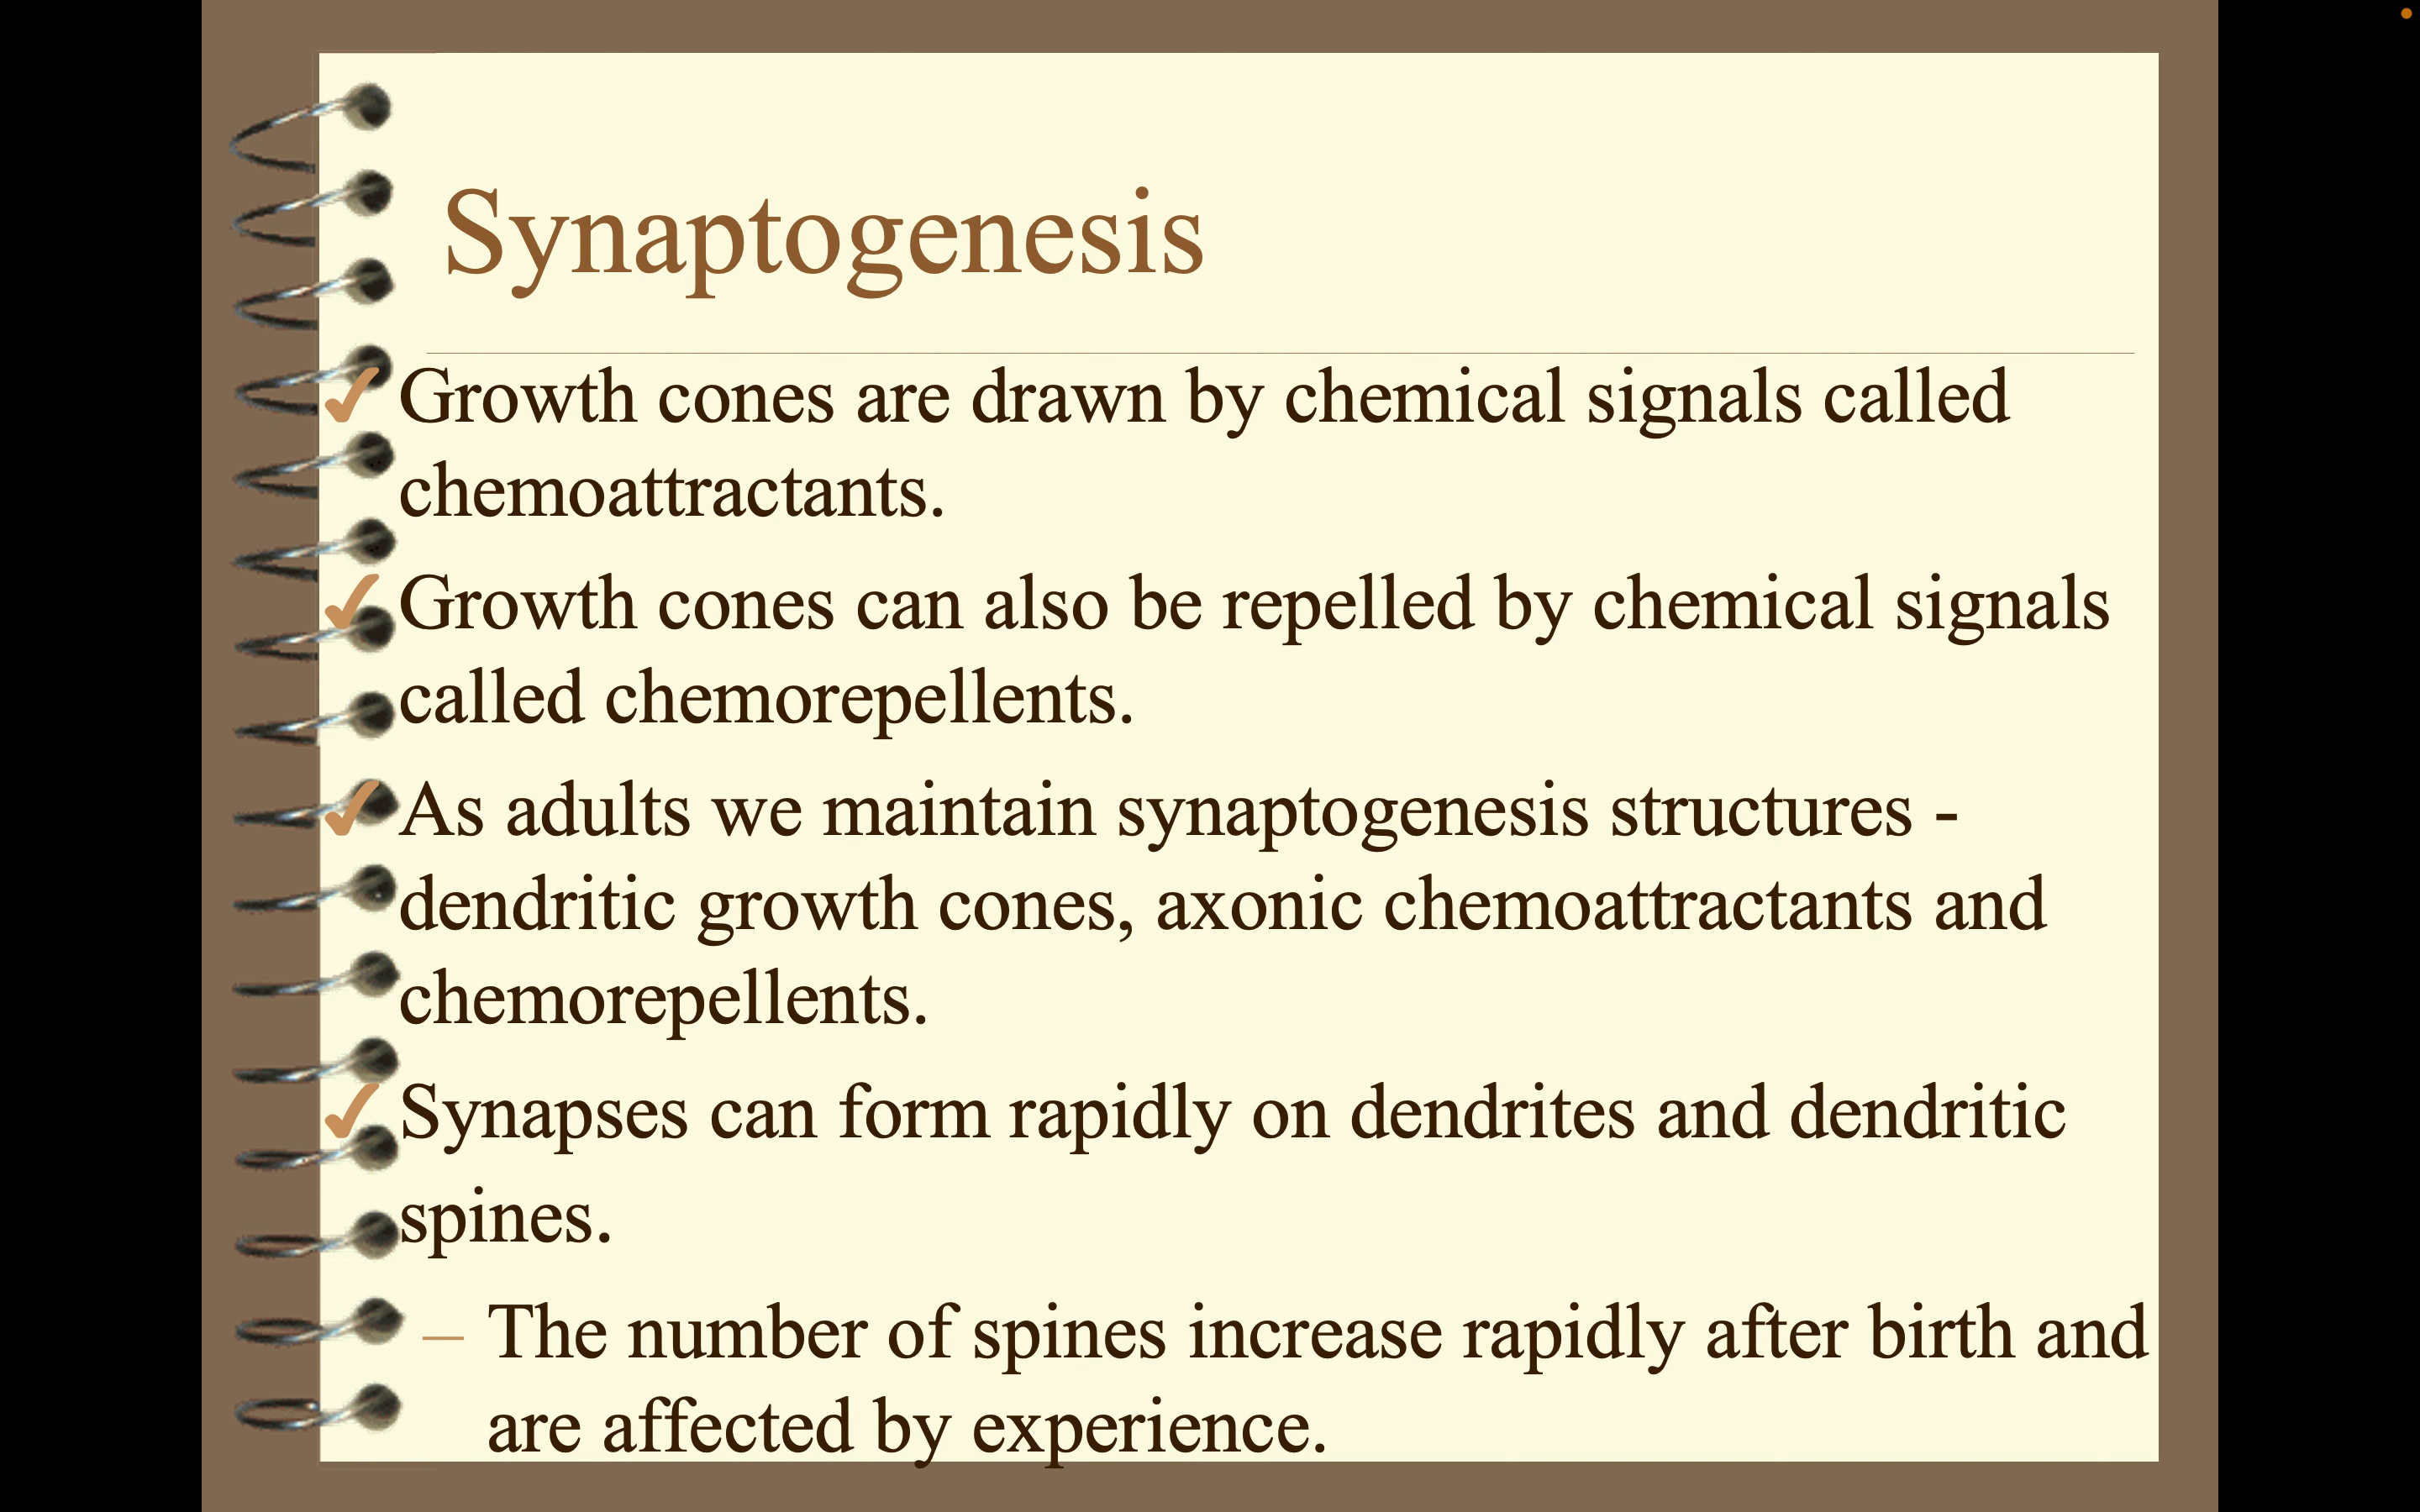 Synaptogenesis
✓ Growth cones are drawn by chemical signals called
chemoattractants.
✓ Growth cones can also be repelled by chemical signals
called chemorepellents.
✓ As adults we maintain synaptogenesis structures -
dendritic growth cones, axonic chemoattractants and
chemorepellents.
✓ Synapses can form rapidly on dendrites and dendritic
spines.
– The number of spines increase rapidly after birth and
are affected by experience.